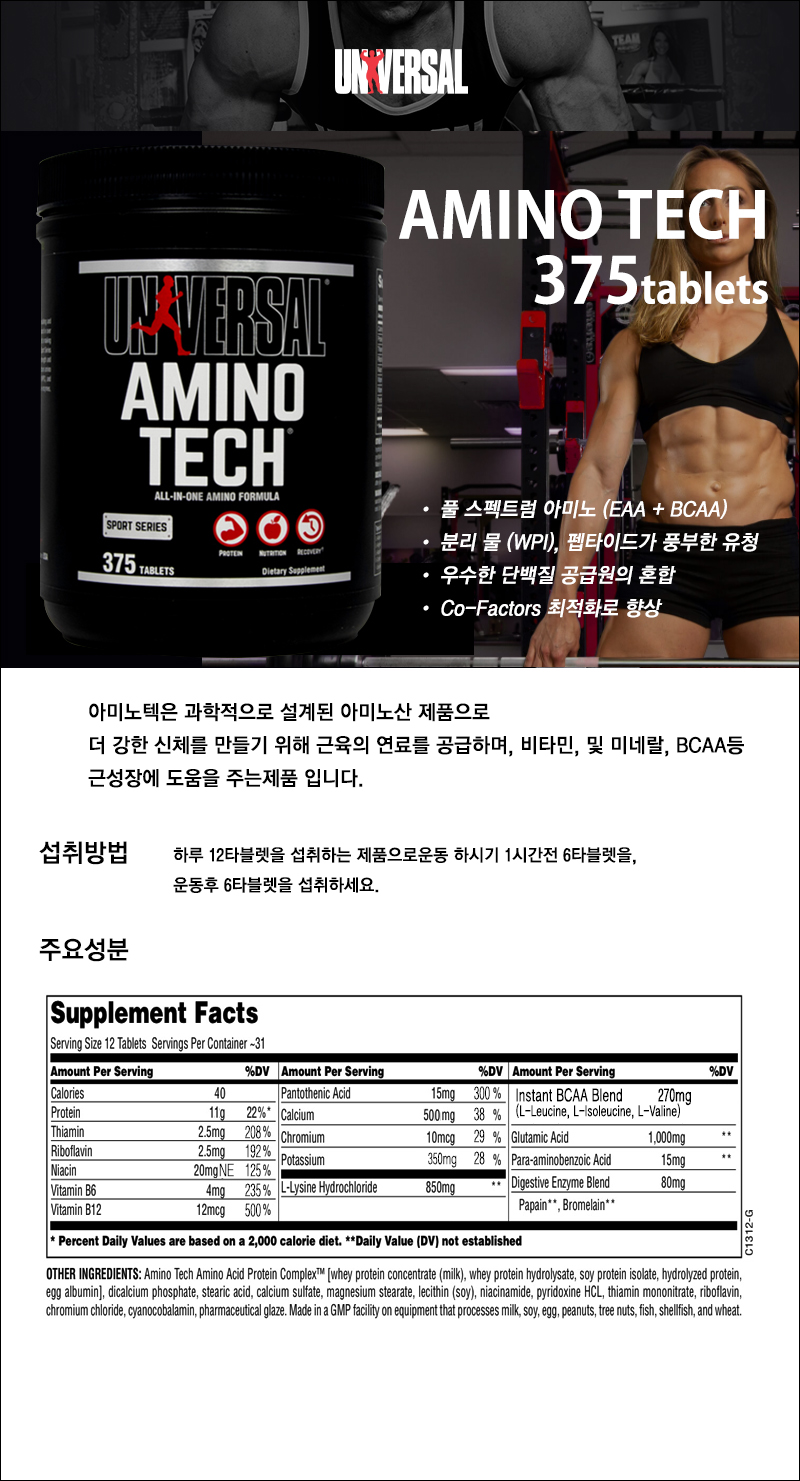 UNIVERSAL
AMINO TECH
375tablets
UNIVERSAL®
AMINO
TECH®
ALL-IN-ONE AMINO FORMULA
SPORT SERIES
PROTEIN NUTRITION RECOVERY
375 TABLETS
Dietary Supplement
• 풀 스펙트럼 아미노 (EAA + BCAA)
• 분리 물 (WPI), 펩타이드가 풍부한 유청
• 우수한 단백질 공급원의 혼합
• Co-Factors 최적화로 향상
아미노텍은 과학적으로 설계된 아미노산 제품으로
더 강한 신체를 만들기 위해 근육의 연료를 공급하며, 비타민, 및 미네랄, BCAA등
근성장에 도움을 주는제품 입니다.
섭취방법
하루 12타블렛을 섭취하는 제품으로운동 하시기 1시간전 6타블렛을,
운동후 6타블렛을 섭취하세요.
주요성분
Supplement Facts
Serving Size 12 Tablets Servings Per Container ~31
Amount Per Serving %DV
Calories 40
Protein 11g 22%*
Thiamin 2.5mg 208%
Riboflavin 2.5mg 192%
Niacin 20mgNE 125%
Vitamin B6 4mg 235%
Vitamin B12 12mcg 500%
Amount Per Serving %DV
Pantothenic Acid 15mg 300%
Calcium 500mg 38 %
Chromium 10mcg 29 %
Potassium 350mg 28 %
L-Lysine Hydrochloride 850mg **
Amount Per Serving %DV
Instant BCAA Blend 270mg
(L-Leucine, L-Isoleucine, L-Valine)
Glutamic Acid 1,000mg **
Para-aminobenzoic Acid 15mg **
Digestive Enzyme Blend 80mg
Papain**, Bromelain**
* Percent Daily Values are based on a 2,000 calorie diet. **Daily Value (DV) not established
C1312-G
OTHER INGREDIENTS: Amino Tech Amino Acid Protein Complex™ [whey protein concentrate (milk), whey protein hydrolysate, soy protein isolate, hydrolyzed protein,
egg albumin], dicalcium phosphate, stearic acid, calcium sulfate, magnesium stearate, lecithin (soy), niacinamide, pyridoxine HCL, thiamin mononitrate, riboflavin,
chromium chloride, cyanocobalamin, pharmaceutical glaze. Made in a GMP facility on equipment that processes milk, soy, egg, peanuts, tree nuts, fish, shellfish, and wheat.